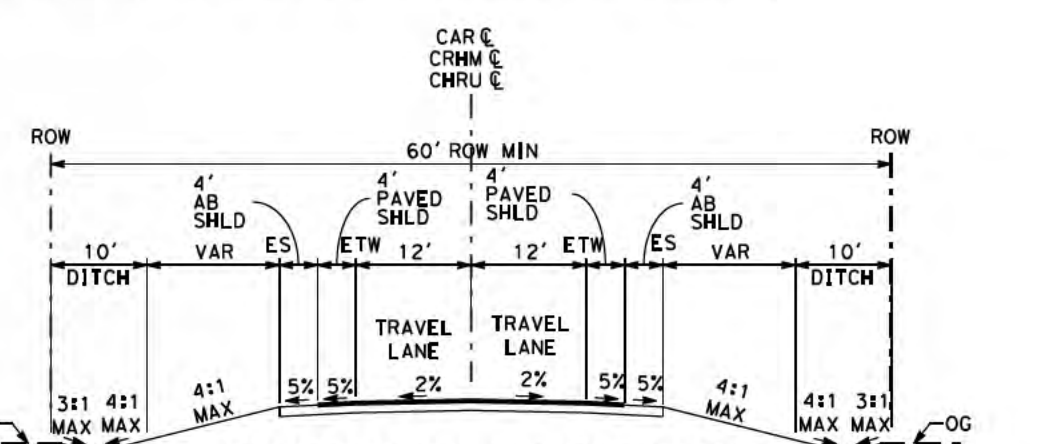 CAR ℄
CRHM ℄
CHRU ℄
ROW
ROW
60' ROW MIN
4'
AB
SHLD
4'
PAVED
SHLD
4'
PAVED
SHLD
4'
AB
SHLD
10'
DITCH
VAR
ES
ETW
12'
12'
ETW
ES
VAR
10'
DITCH
TRAVEL
LANE
TRAVEL
LANE
3:1
MAX
4:1
MAX
4:1
MAX
5%
5%
2%
2%
5%
5%
4:1
MAX
4:1
MAX
3:1
MAX
OG